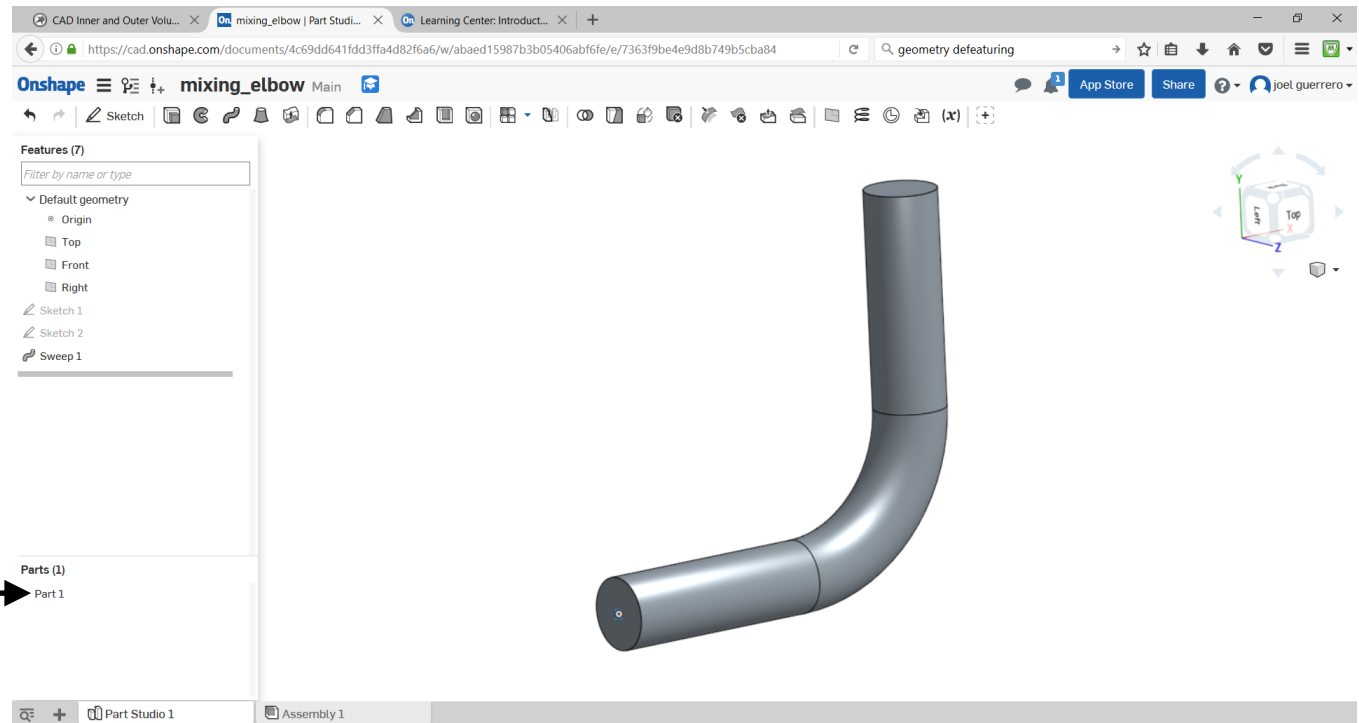 CAD Inner and Outer Volu...
mixing_elbow | Part Studi...
Learning Center: Introduct...
https://cad.onshape.com/documents/4c69dd641fdd3ffa4d82f6a6/w/abaed15987b3b05406abf6fe/e/7363f9be4e9d8b749b5cba84
geometry defeaturing
Onshape
mixing_elbow Main
1
App Store
Share
joel guerrero
Sketch
(x)
Features (7)
Filter by name or type
Default geometry
Origin
Top
Front
Right
Sketch 1
Sketch 2
Sweep 1
Y
Left
Top
X
Z
Parts (1)
Part 1
Part Studio 1
Assembly 1